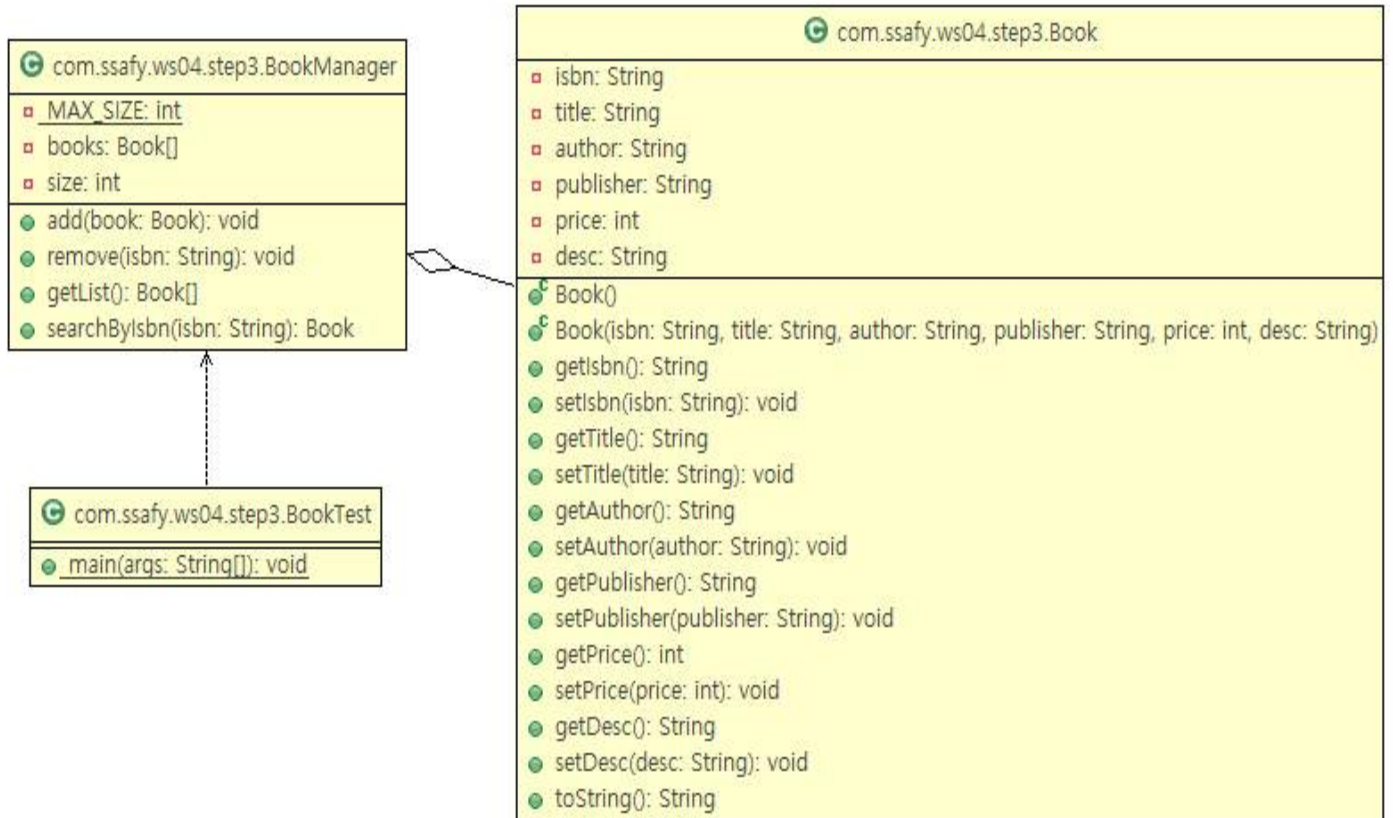 com.ssafy.ws04.step3.BookManager
MAX_SIZE: int
books: Book[]
size: int
add(book: Book): void
remove(isbn: String): void
getList(): Book[]
searchByIsbn(isbn: String): Book
com.ssafy.ws04.step3.BookTest
main(args: String[]): void
com.ssafy.ws04.step3.Book
isbn: String
title: String
author: String
publisher: String
price: int
desc: String
Book()
Book(isbn: String, title: String, author: String, publisher: String, price: int, desc: String)
getIsbn(): String
setIsbn(isbn: String): void
getTitle(): String
setTitle(title: String): void
getAuthor(): String
setAuthor(author: String): void
getPublisher(): String
setPublisher(publisher: String): void
getPrice(): int
setPrice(price: int): void
getDesc(): String
setDesc(desc: String): void
toString(): String